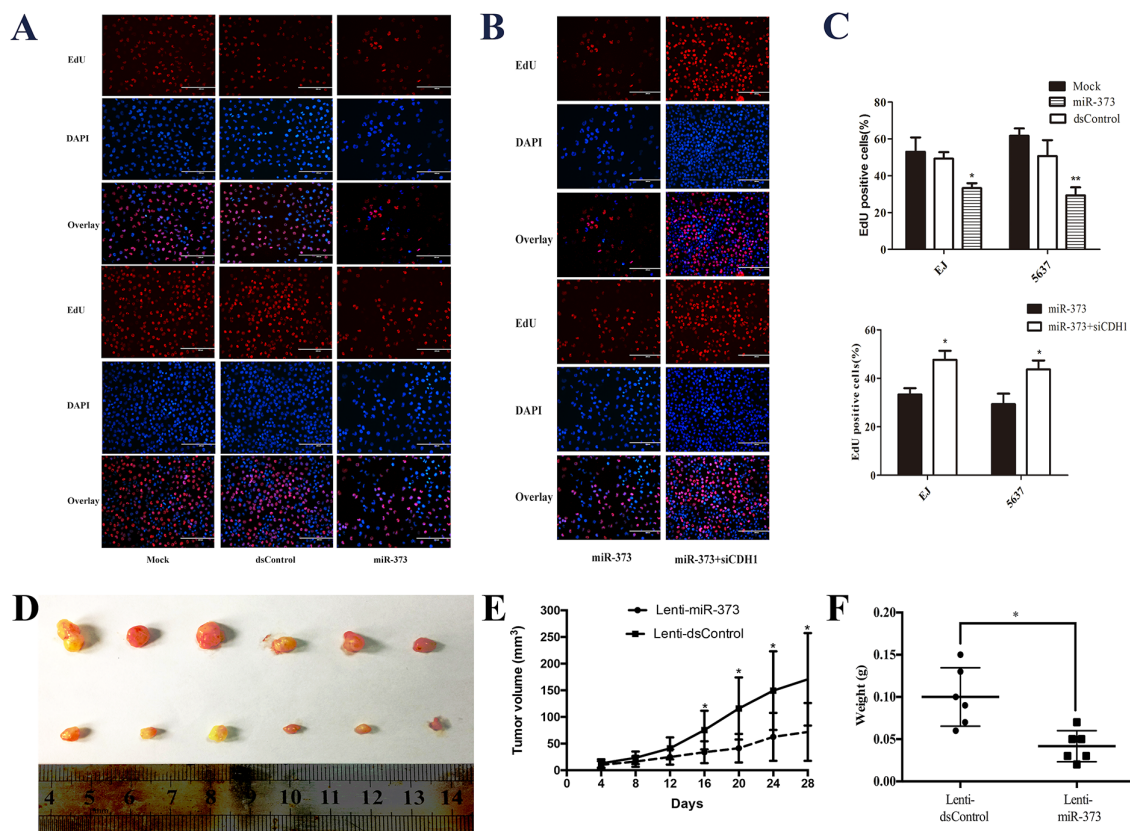 A
EdU
DAPI
Overlay
EdU
DAPI
Overlay
Mock dsControl miR-373
B
EdU
DAPI
Overlay
EdU
DAPI
Overlay
miR-373 miR-373+siCDH1
C
Mock
miR-373
dsControl
EdU positive cells(%)
80
60
40
20
0
*
**
EJ
5637
miR-373
miR-373+siCDH1
EdU positive cells(%)
60
40
20
0
*
*
EJ
5637
D
4 5 6 7 8 9 10 11 12 13 14
E
Lenti-miR-373
Lenti-dsControl
Tumor volume (mm3)
300
250
200
150
100
50
0
* * * *
0 4 8 12 16 20 24 28
Days
F
*
Weight (g)
0.20
0.15
0.10
0.05
0.00
Lenti-
dsControl
Lenti-
miR-373